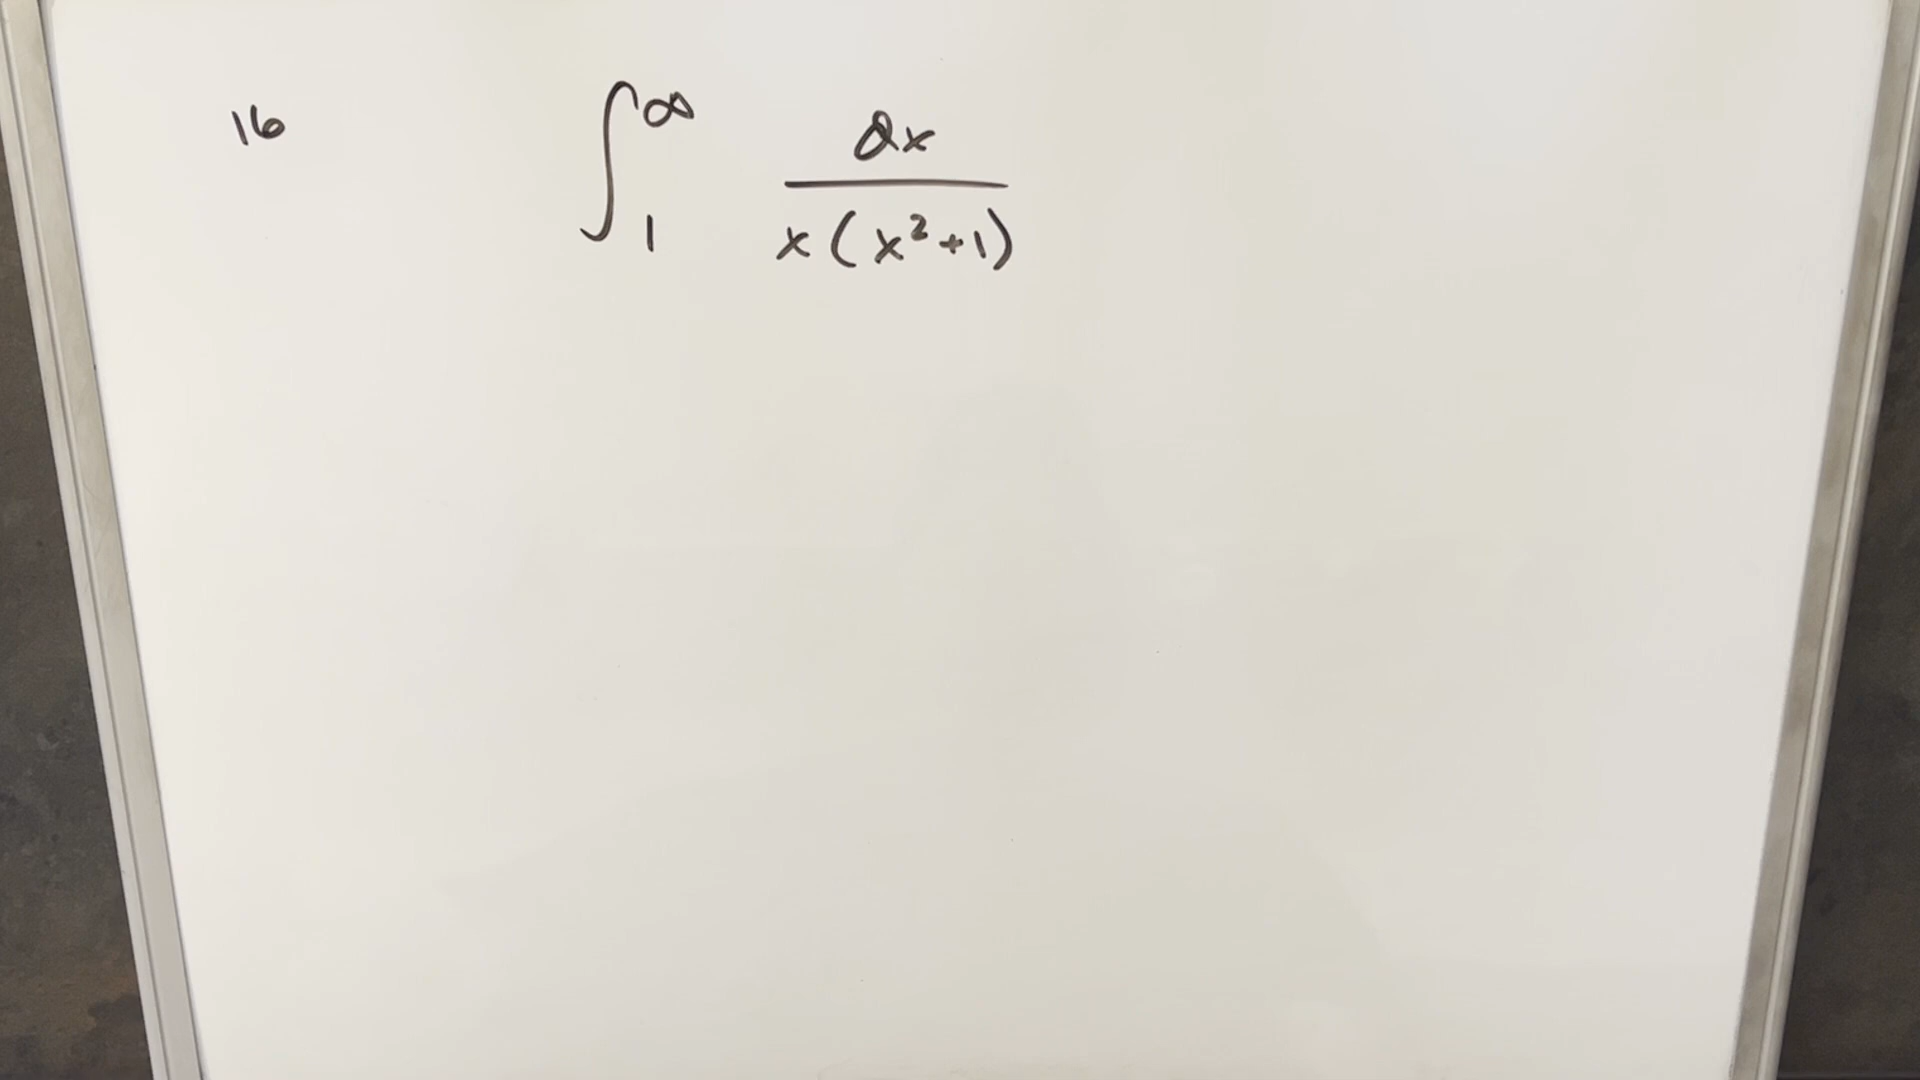 16 ∫₁^∞ dx / x(x²+1)